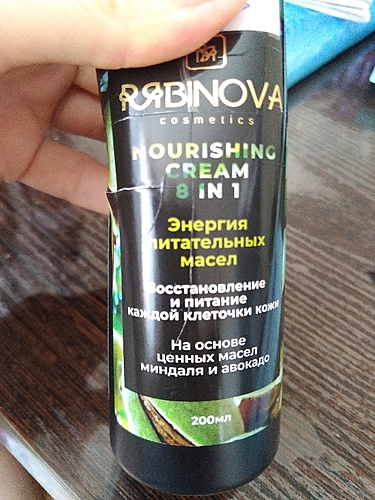 RЯBINOVA
cosmetics
NOURISHING
CREAM
8 IN 1
Энергия
питательных
масел
Восстановление
и питание
каждой клеточки кожи
На основе
ценных масел
миндаля и авокадо
200мл